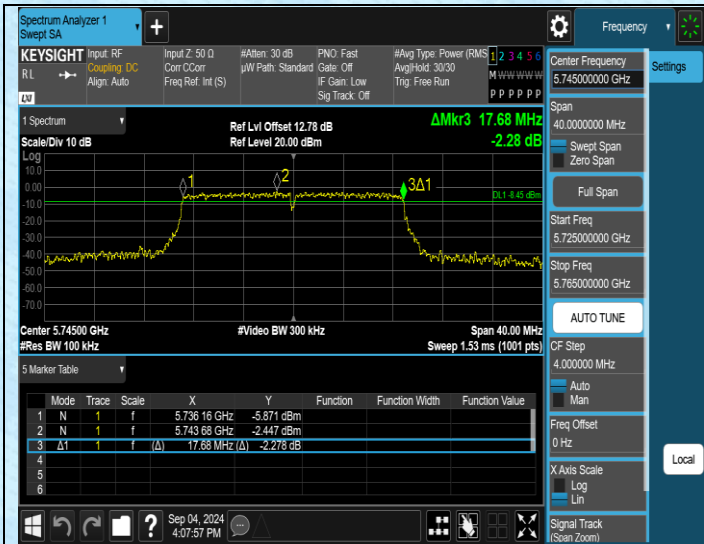 Spectrum Analyzer 1
Swept SA
+
Frequency
KEYSIGHT
RL
LXI
Input: RF
Coupling: DC
Align: Auto
Input Z: 50 Ω
Corr CCorr
Freq Ref: Int (S)
#Atten: 30 dB
µW Path: Standard
PNO: Fast
Gate: Off
IF Gain: Low
Sig Track: Off
#Avg Type: Power (RMS
Avg|Hold: 30/30
Trig: Free Run
1 2 3 4 5 6
M W W W W W
P P P P P P
1 Spectrum
Scale/Div 10 dB
Ref Lvl Offset 12.78 dB
Ref Level 20.00 dBm
ΔMkr3 17.68 MHz
-2.28 dB
Log
10.0
0.00
-10.0
-20.0
-30.0
-40.0
-50.0
-60.0
-70.0
1
2
3Δ1
DL1 -8.45 dBm
Center 5.74500 GHz
#Video BW 300 kHz
Span 40.00 MHz
#Res BW 100 kHz
Sweep 1.53 ms (1001 pts)
5 Marker Table
Mode Trace Scale X Y Function Function Width Function Value
1 N 1 f 5.736 16 GHz -5.871 dBm
2 N 1 f 5.743 68 GHz -2.447 dBm
3 Δ1 1 f (Δ) 17.68 MHz (Δ) -2.278 dB
4
5
6
Sep 04, 2024
4:07:57 PM
?
Center Frequency
5.745000000 GHz
Settings
Span
40.0000000 MHz
Swept Span
Zero Span
Full Span
Start Freq
5.725000000 GHz
Stop Freq
5.765000000 GHz
AUTO TUNE
CF Step
4.000000 MHz
Auto
Man
Freq Offset
0 Hz
X Axis Scale
Log
Lin
Local
Signal Track
(Span Zoom)